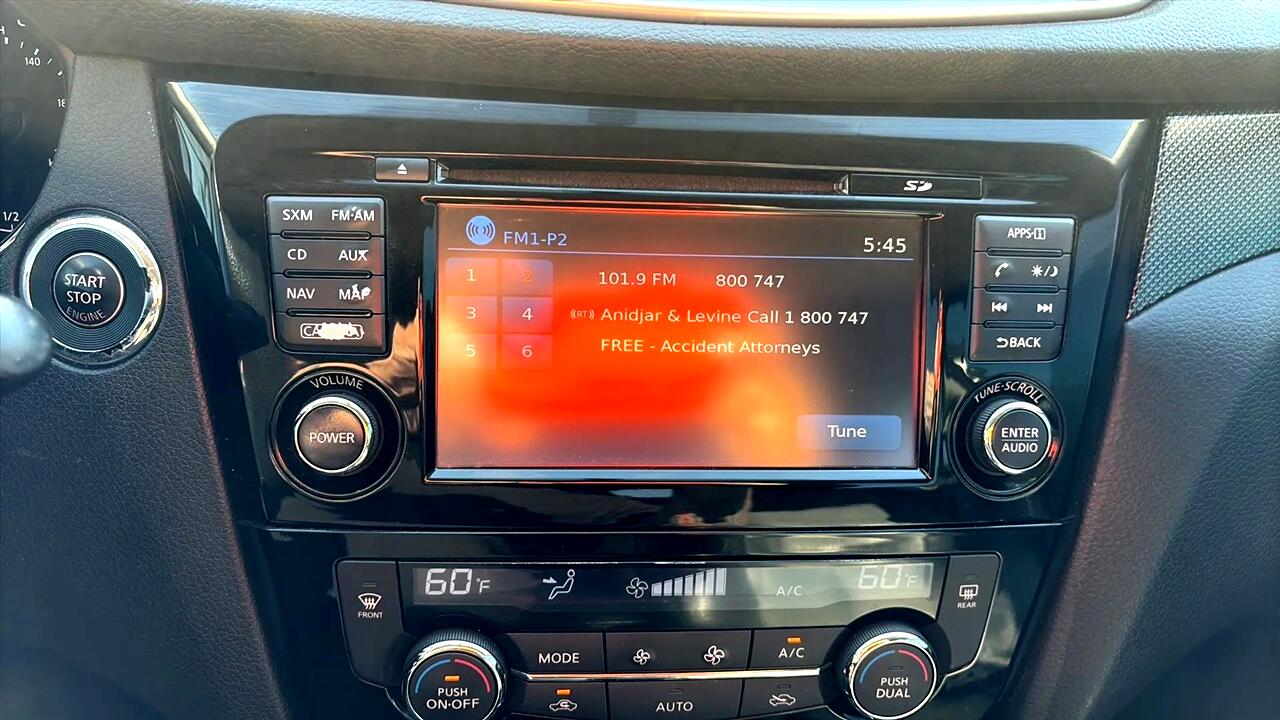 140
18
1/2
START
STOP
ENGINE
SXM FM·AM
CD AUX
NAV MAP
VOLUME
POWER
SD
FM1-P2
5:45
1 2
3 4
5 6
101.9 FM 800 747
(RT) Anidjar & Levine Call 1 800 747
FREE - Accident Attorneys
Tune
APPS·i
BACK
TUNE·SCROLL
ENTER
AUDIO
60°F
A/C
60°F
FRONT
REAR
MODE
A/C
PUSH
ON·OFF
AUTO
PUSH
DUAL